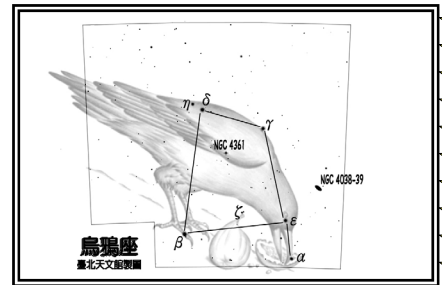 η δ
γ
NGC 4361
NGC 4038-39
ζ
ε
β
α
烏鴉座
臺北天文館製圖